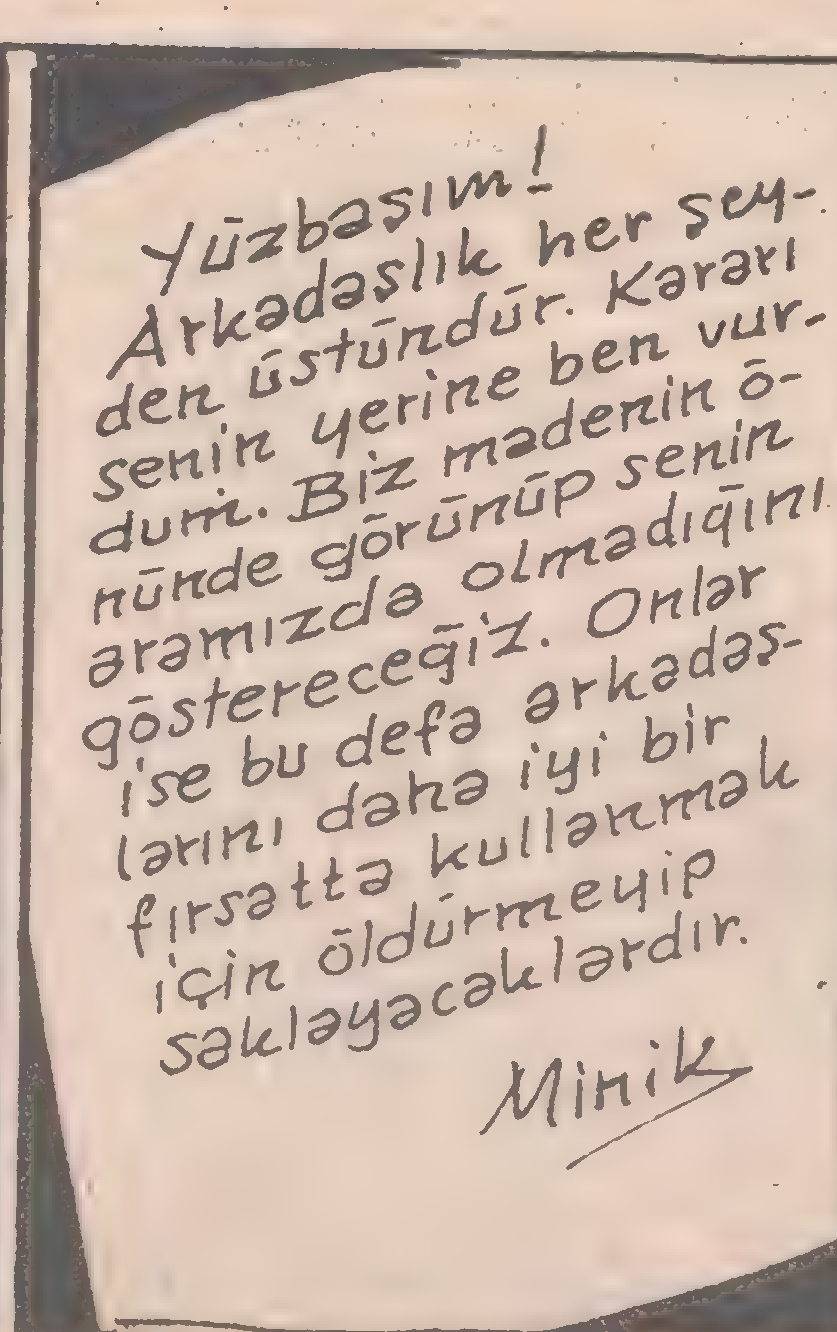 Yüzbaşım!
Arkadaşlık her şey-
den üstündür. Kararı
senin yerine ben vur-
dum. Biz madenin ö-
nünde görünüp senin
aramızda olmadığını
göstereceğiz. Onlar
ise bu defa arkadaş-
larını daha iyi bir
fırsatta kullanmak
için öldürmeyip
saklayacaklardır.
Minik